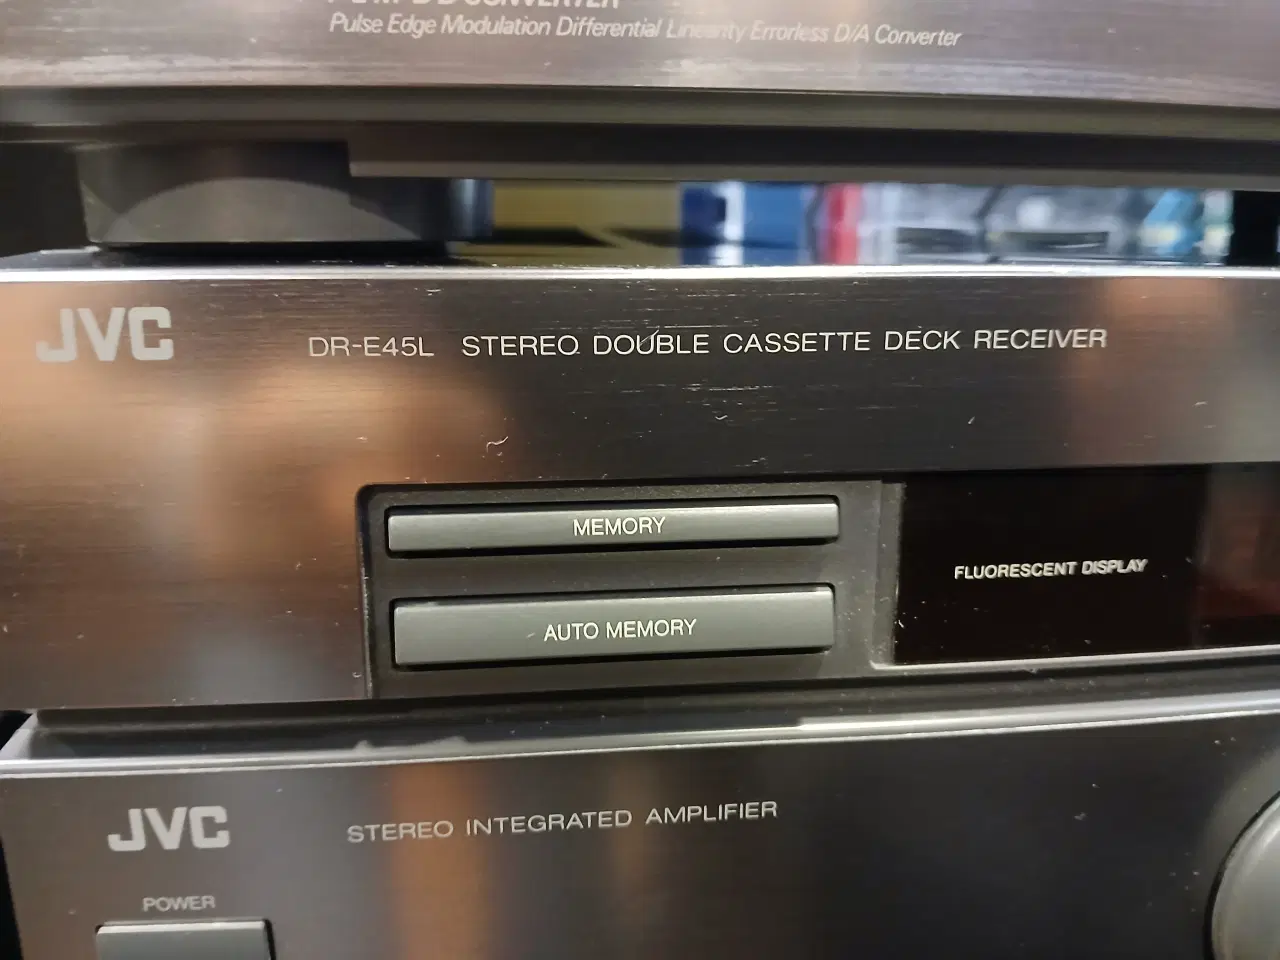 CONVERTER
Pulse Edge Modulation Differential Linearity Errorless D/A Converter
JVC
DR-E45L STEREO DOUBLE CASSETTE DECK RECEIVER
MEMORY
AUTO MEMORY
FLUORESCENT DISPLAY
JVC
STEREO INTEGRATED AMPLIFIER
POWER